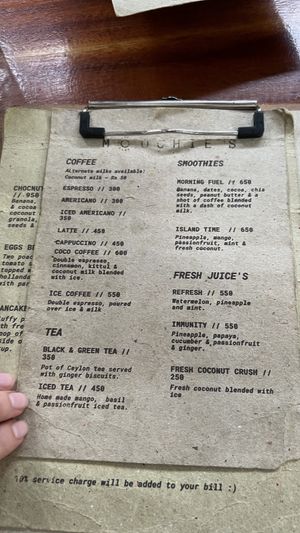 MOUCHIE'S
COFFEE
Alternate milks available:
Coconut milk - Rs 50
ESPRESSO // 300
AMERICANO // 300
ICED AMERICANO //
350
LATTE // 450
CAPPUCCINO // 450
COCO COFFEE // 600
Double espresso,
cinnamon, kittul &
coconut milk blended
with ice.
ICE COFFEE // 550
Double espresso, poured
over ice & milk
TEA
BLACK & GREEN TEA //
350
Pot of Ceylon tea served
with ginger biscuits.
ICED TEA // 450
Home made mango, basil
& passionfruit iced tea.
SMOOTHIES
MORNING FUEL // 650
Banana, dates, cocoa, chia
seeds, peanut butter & a
shot of coffee blended
with a dash of coconut
milk.
ISLAND TIME // 650
Pineapple, mango,
passionfruit, mint &
fresh coconut.
FRESH JUICE'S
REFRESH // 550
Watermelon, pineapple
and mint.
IMMUNITY // 550
Pineapple, papaya,
cucumber & passionfruit
& ginger.
FRESH COCONUT CRUSH //
250
Fresh coconut blended with
ice
CHOCNUT
// 950
Banana,
& cocoa
coconut
granola,
seeds &
EGGS B
Two poa
tomato &
topped w
holland
with par
ANCAKE
uffy p
th fre
op of
ide o
up.
10% service charge will be added to your bill :)